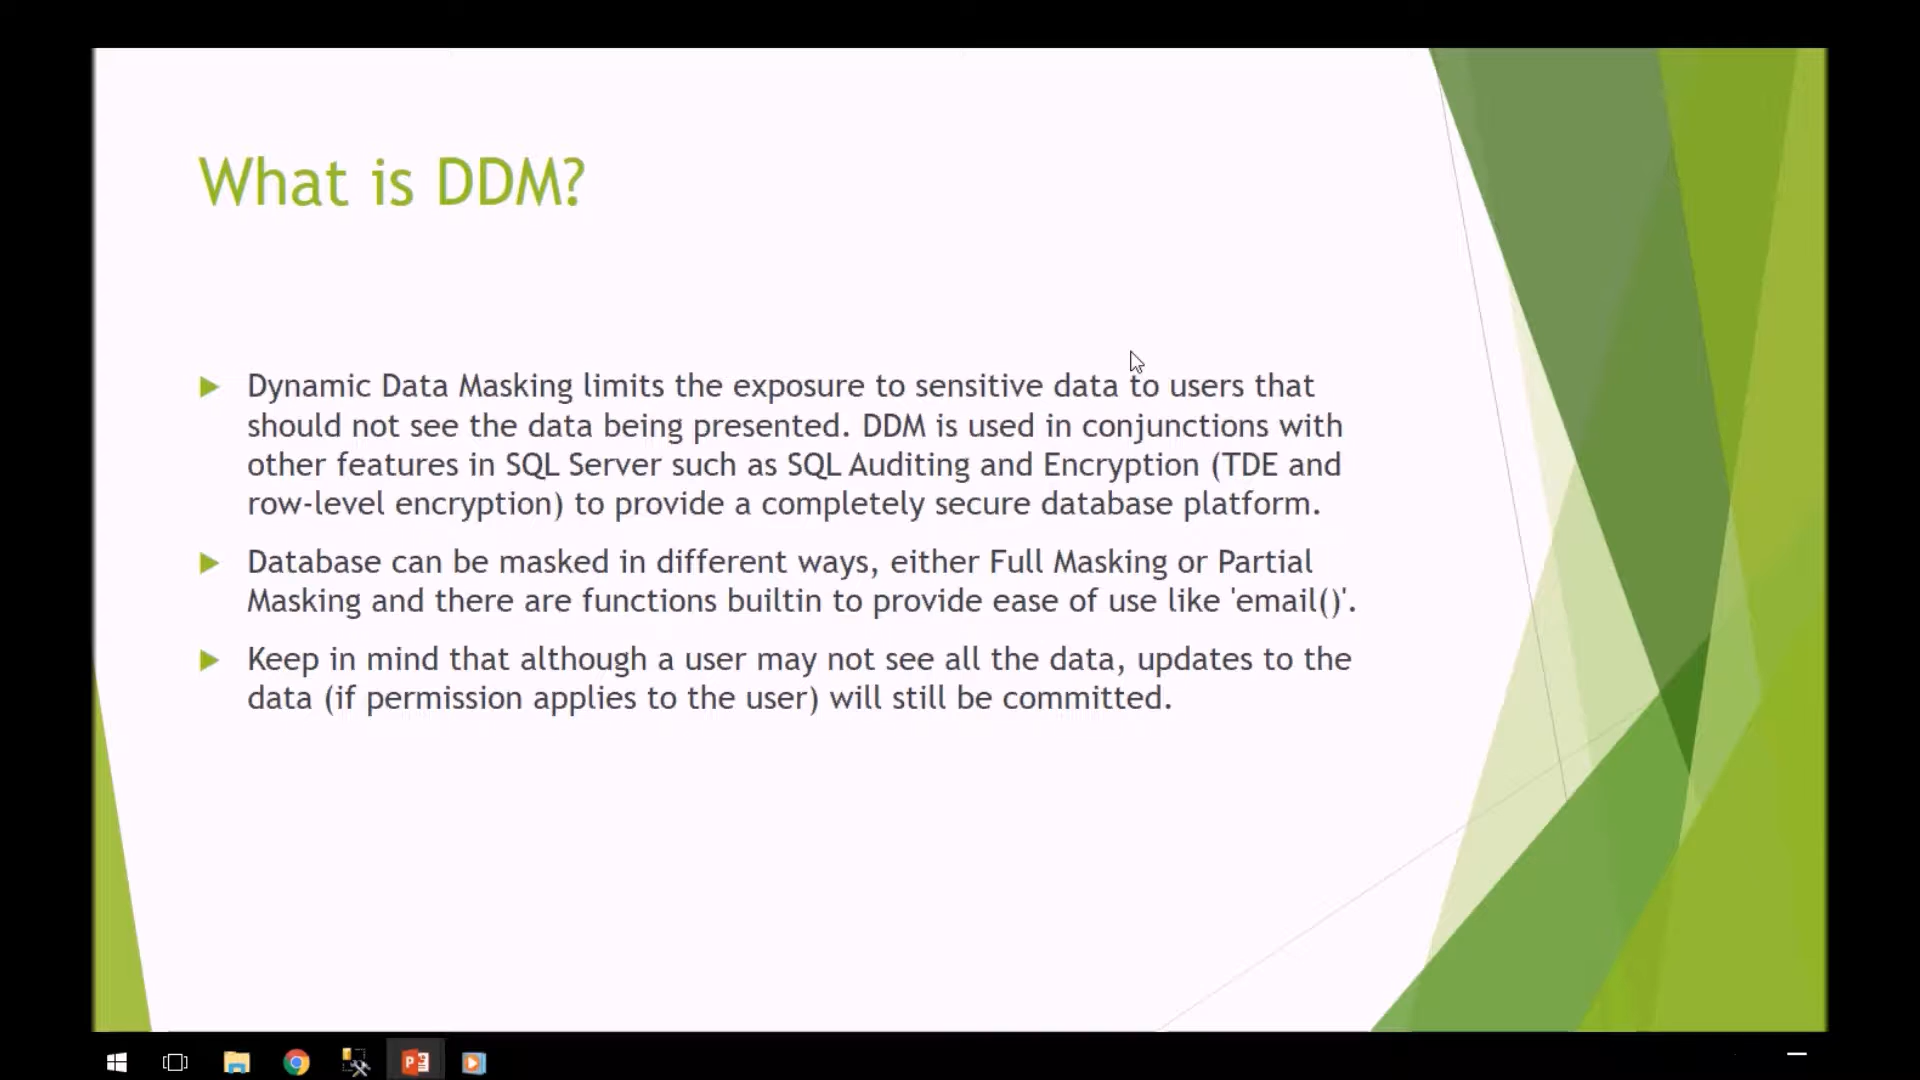 What is DDM?
Dynamic Data Masking limits the exposure to sensitive data to users that
should not see the data being presented. DDM is used in conjunctions with
other features in SQL Server such as SQL Auditing and Encryption (TDE and
row-level encryption) to provide a completely secure database platform.
Database can be masked in different ways, either Full Masking or Partial
Masking and there are functions builtin to provide ease of use like 'email()'.
Keep in mind that although a user may not see all the data, updates to the
data (if permission applies to the user) will still be committed.